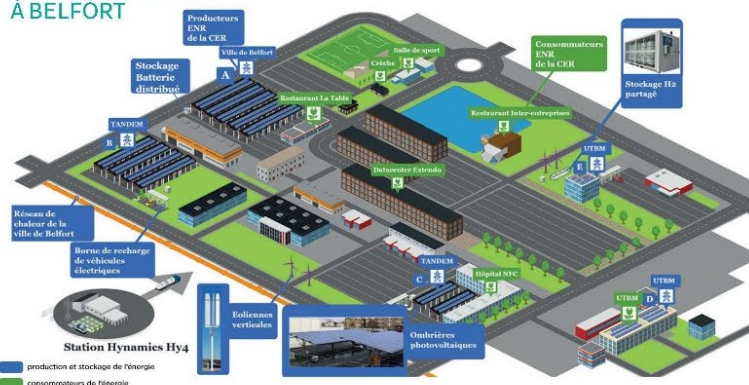 À BELFORT
Producteurs
ENR
de la CER
Ville de Belfort
A
Stockage
Batterie
distribué
Salle de sport
Crèche
Consommateurs
ENR
de la CER
Stockage H2
partagé
Restaurant La Table
Restaurant Inter-entreprises
TANDEM
B
UTBM
E
Datacenter Extendo
Réseau de
chaleur de la
ville de Belfort
Borne de recharge
de véhicules
électriques
TANDEM
C
Hôpital NFC
UTBM
D
UTBM
Station Hynamics Hy4
Eoliennes
verticales
Ombrières
photovoltaiques
production et stockage de l'énergie
consommateurs de l'énergie